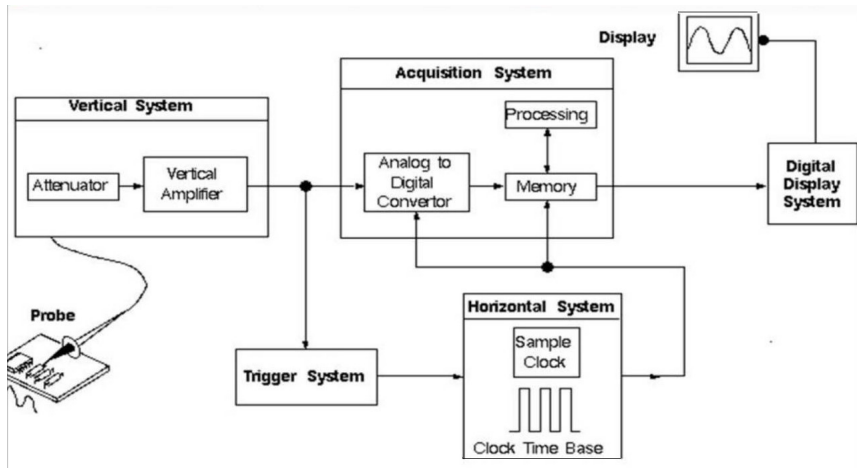 Display
Acquisition System
Vertical System
Processing
Attenuator
Vertical
Amplifier
Analog to
Digital
Convertor
Memory
Digital
Display
System
Probe
Horizontal System
Sample
Clock
Trigger System
Clock Time Base